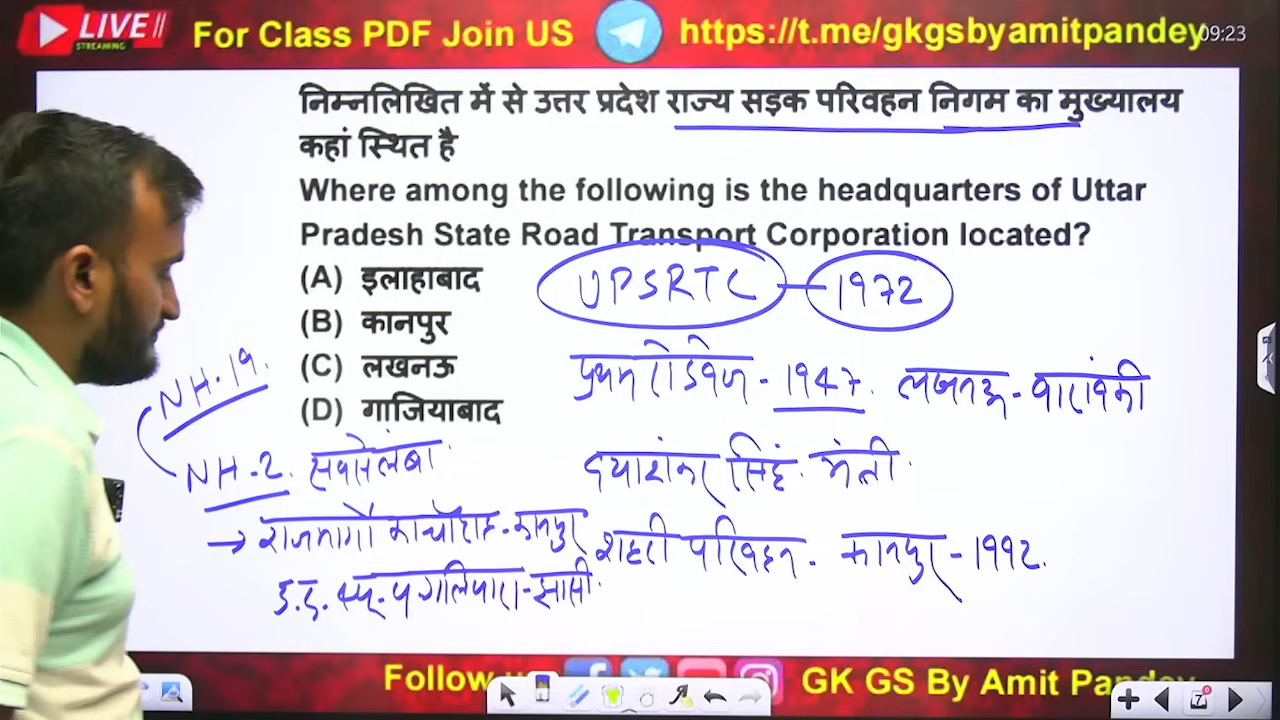 LIVE
STREAMING
For Class PDF Join US
https://t.me/gkgsbyamitpandey
09:23
निम्नलिखित में से उत्तर प्रदेश राज्य सड़क परिवहन निगम का मुख्यालय
कहां स्थित है
Where among the following is the headquarters of Uttar
Pradesh State Road Transport Corporation located?
(A) इलाहाबाद
(B) कानपुर
(C) लखनऊ
(D) गाजियाबाद
UPSRTC - 1972
प्रथम रोडवेज - 1947. लखनऊ - बाराबंकी
NH-19.
NH-2. सबसे लंबा
दयाशंकर सिंह. मंत्री.
→ राजमार्गो का चौराहा - कानपुर
शहरी परिवहन. कानपुर - 1992.
गलियारा - झासी.
Follow
GK GS By Amit Pandey